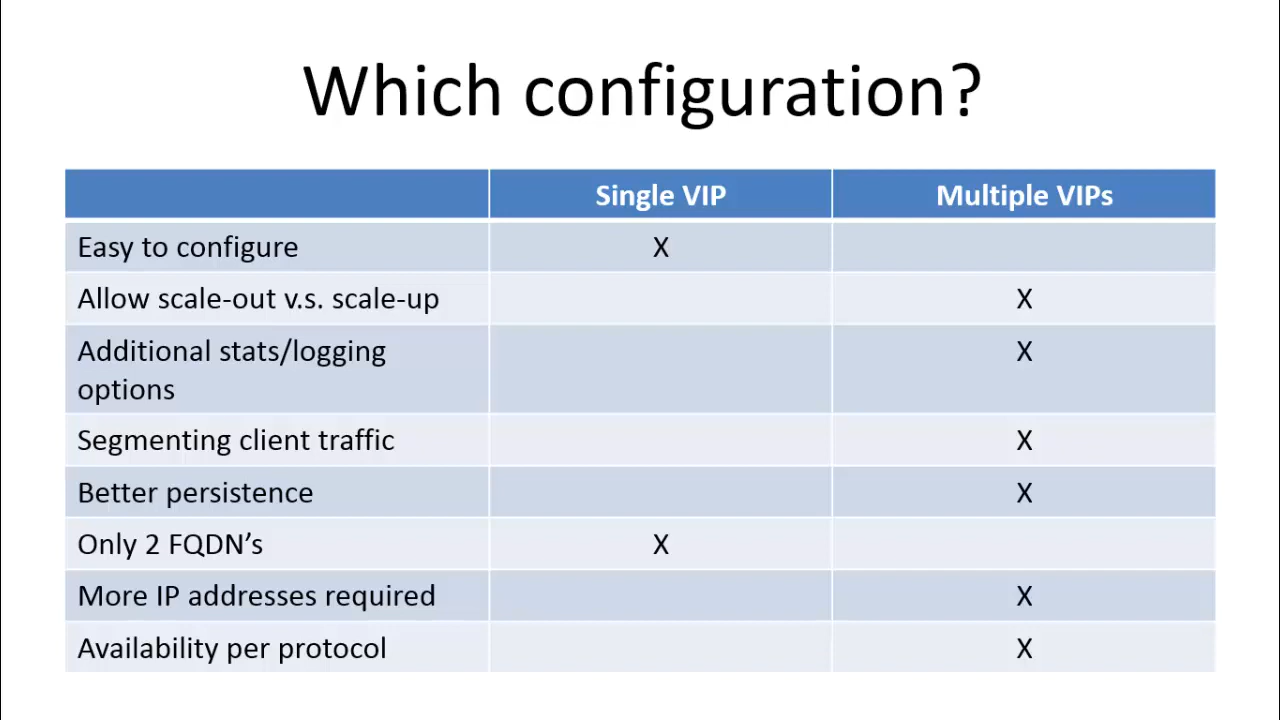 Which configuration?
Single VIP Multiple VIPs
Easy to configure X
Allow scale-out v.s. scale-up X
Additional stats/logging X
options
Segmenting client traffic X
Better persistence X
Only 2 FQDN’s X
More IP addresses required X
Availability per protocol X